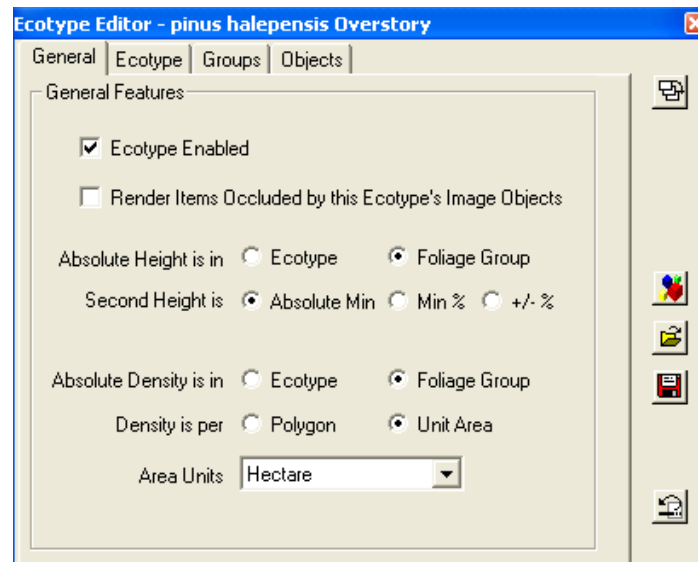 Ecotype Editor - pinus halepensis Overstory
General Ecotype Groups Objects
General Features
Ecotype Enabled
Render Items Occluded by this Ecotype's Image Objects
Absolute Height is in Ecotype Foliage Group
Second Height is Absolute Min Min % +/- %
Absolute Density is in Ecotype Foliage Group
Density is per Polygon Unit Area
Area Units Hectare